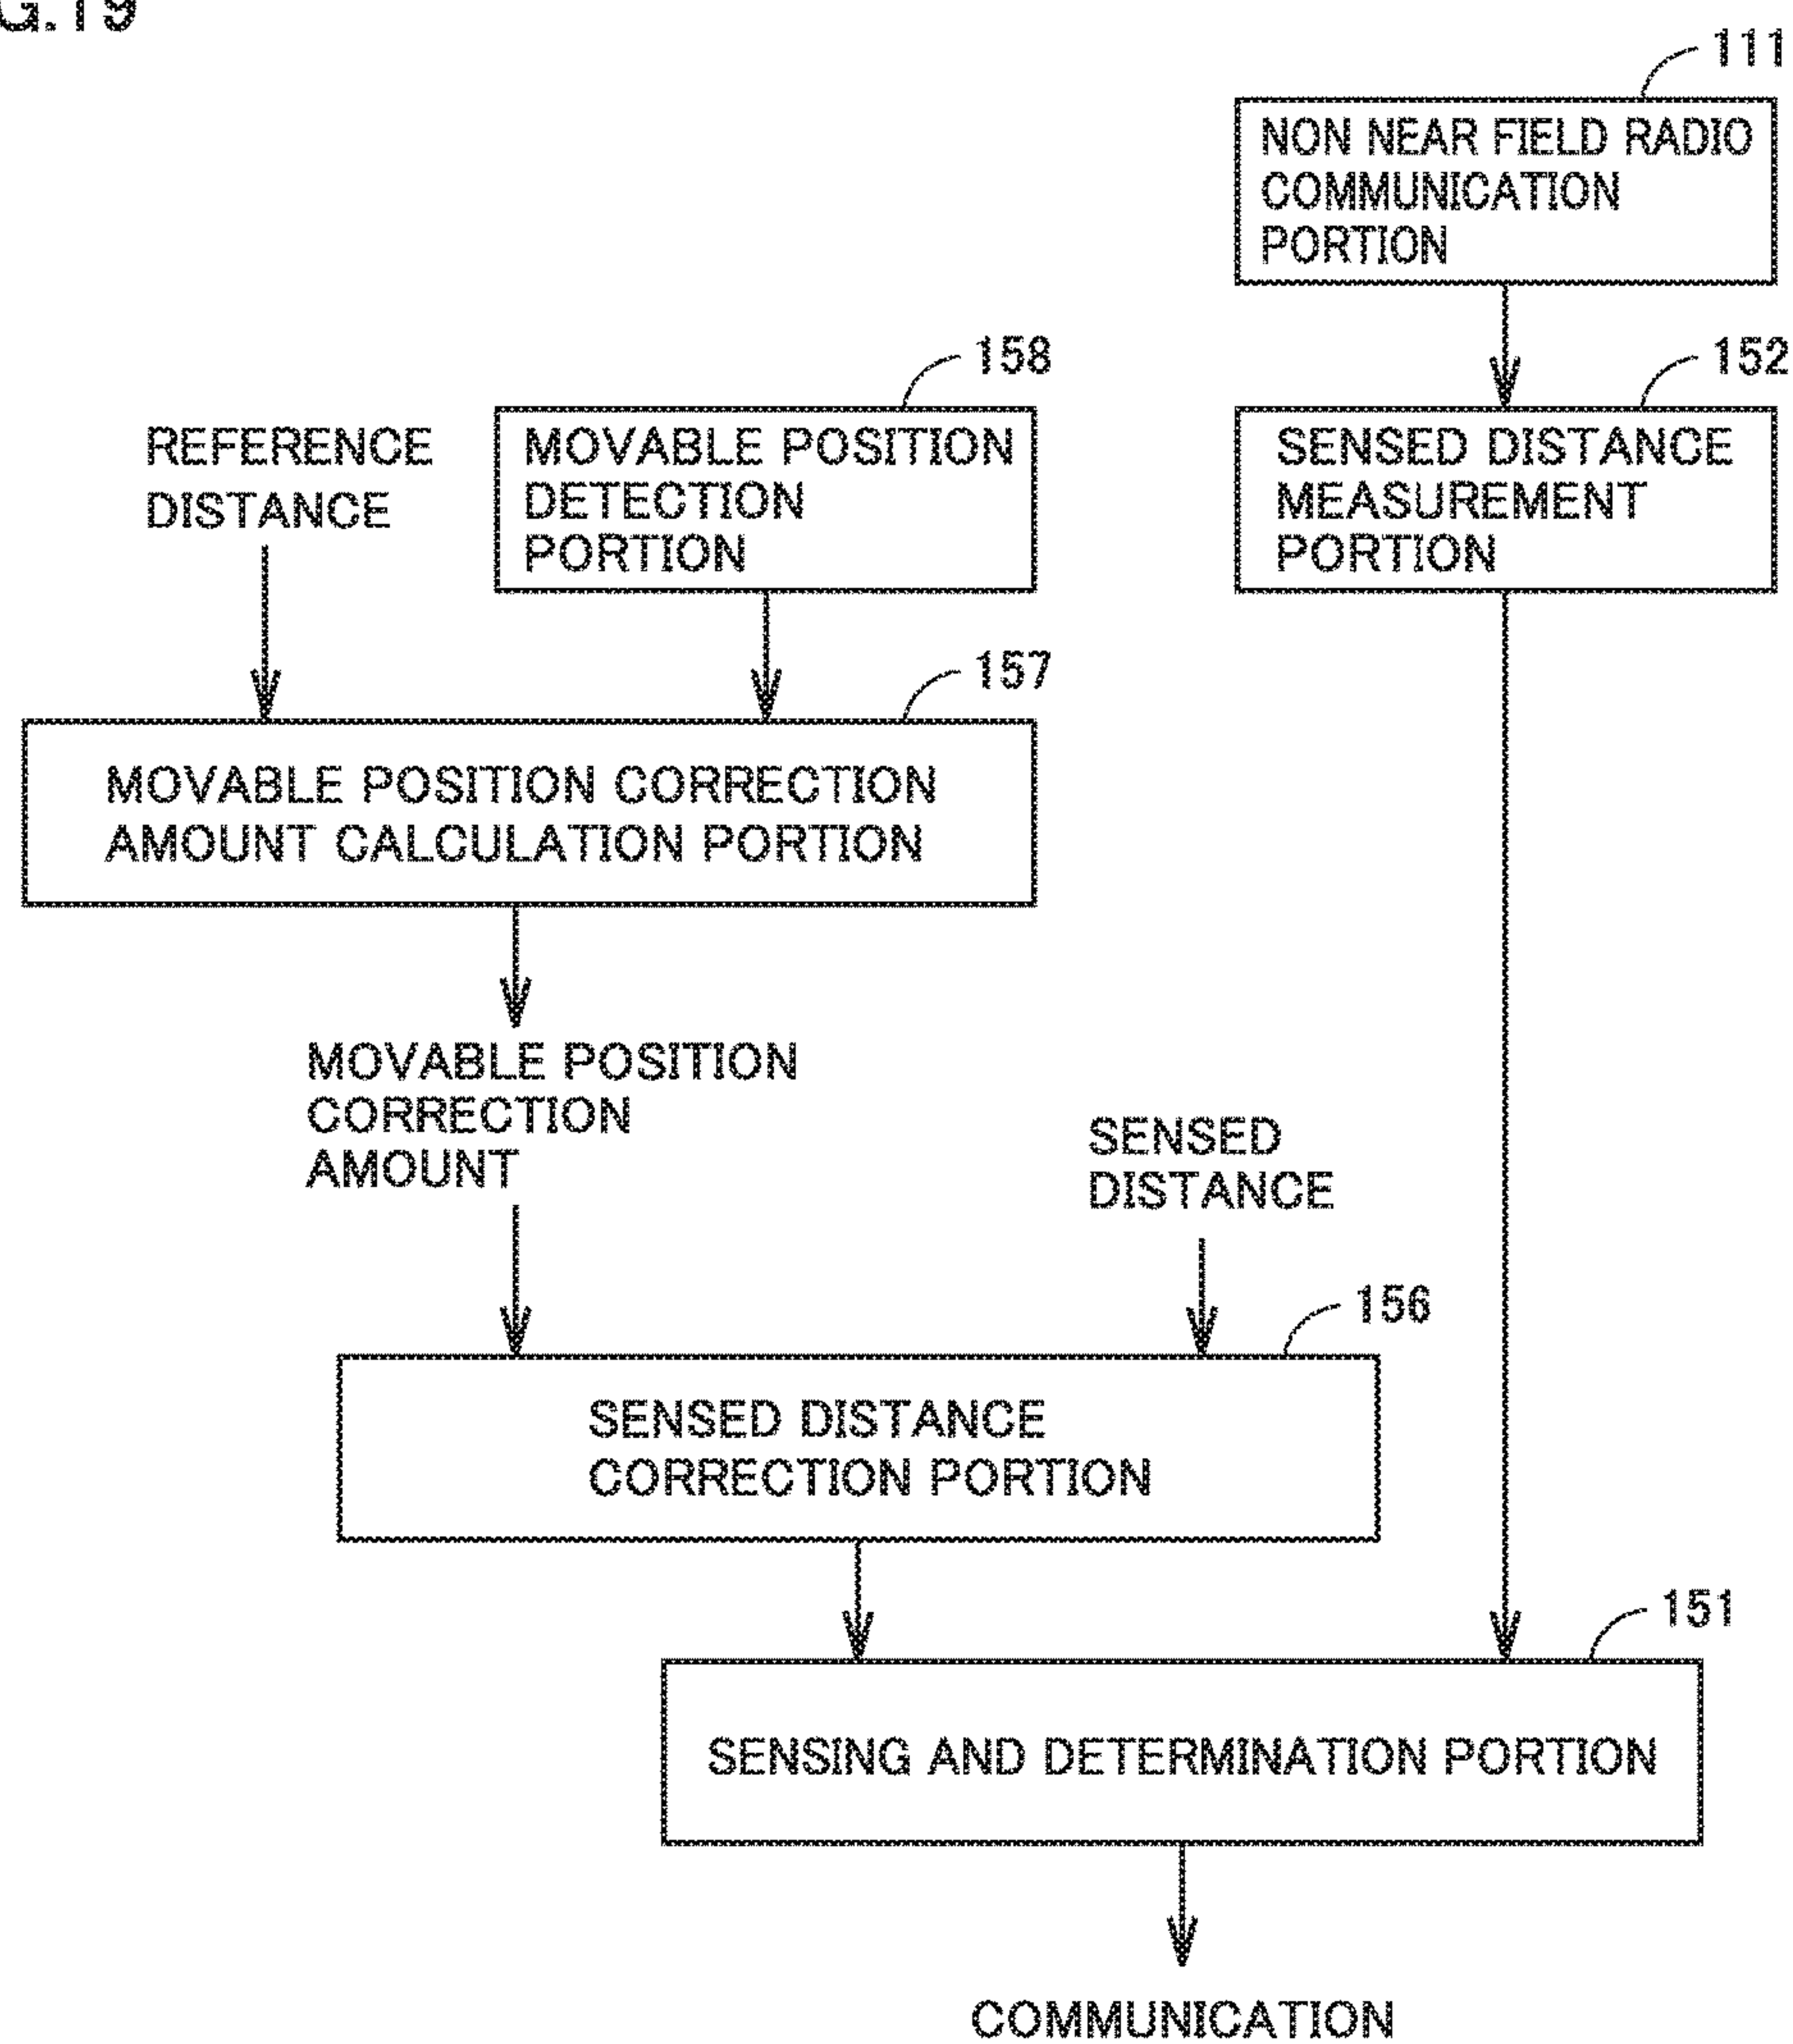 G.19
111
NON NEAR FIELD RADIO
COMMUNICATION
PORTION
158
152
REFERENCE
DISTANCE
MOVABLE POSITION
DETECTION
PORTION
SENSED DISTANCE
MEASUREMENT
PORTION
157
MOVABLE POSITION CORRECTION
AMOUNT CALCULATION PORTION
MOVABLE POSITION
CORRECTION
AMOUNT
SENSED
DISTANCE
156
SENSED DISTANCE
CORRECTION PORTION
151
SENSING AND DETERMINATION PORTION
COMMUNICATION